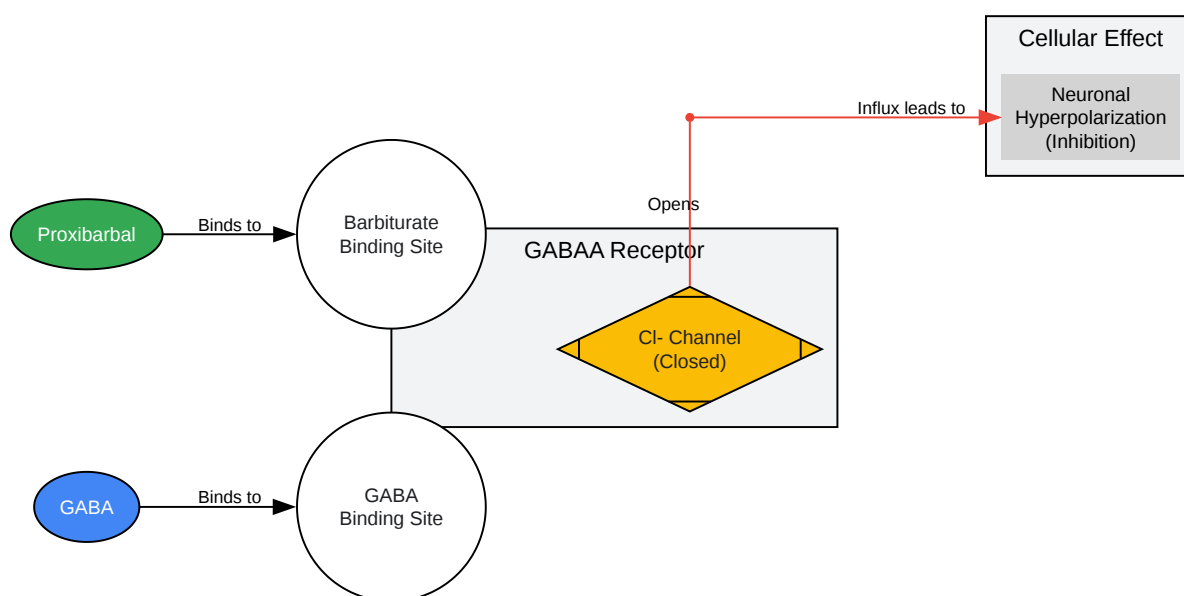 Cellular Effect
Neuronal
Hyperpolarization
(Inhibition)
Influx leads to
Opens
Proxibarbal
Binds to
Barbiturate
Binding Site
GABAA Receptor
Cl- Channel
(Closed)
GABA
Binds to
GABA
Binding Site